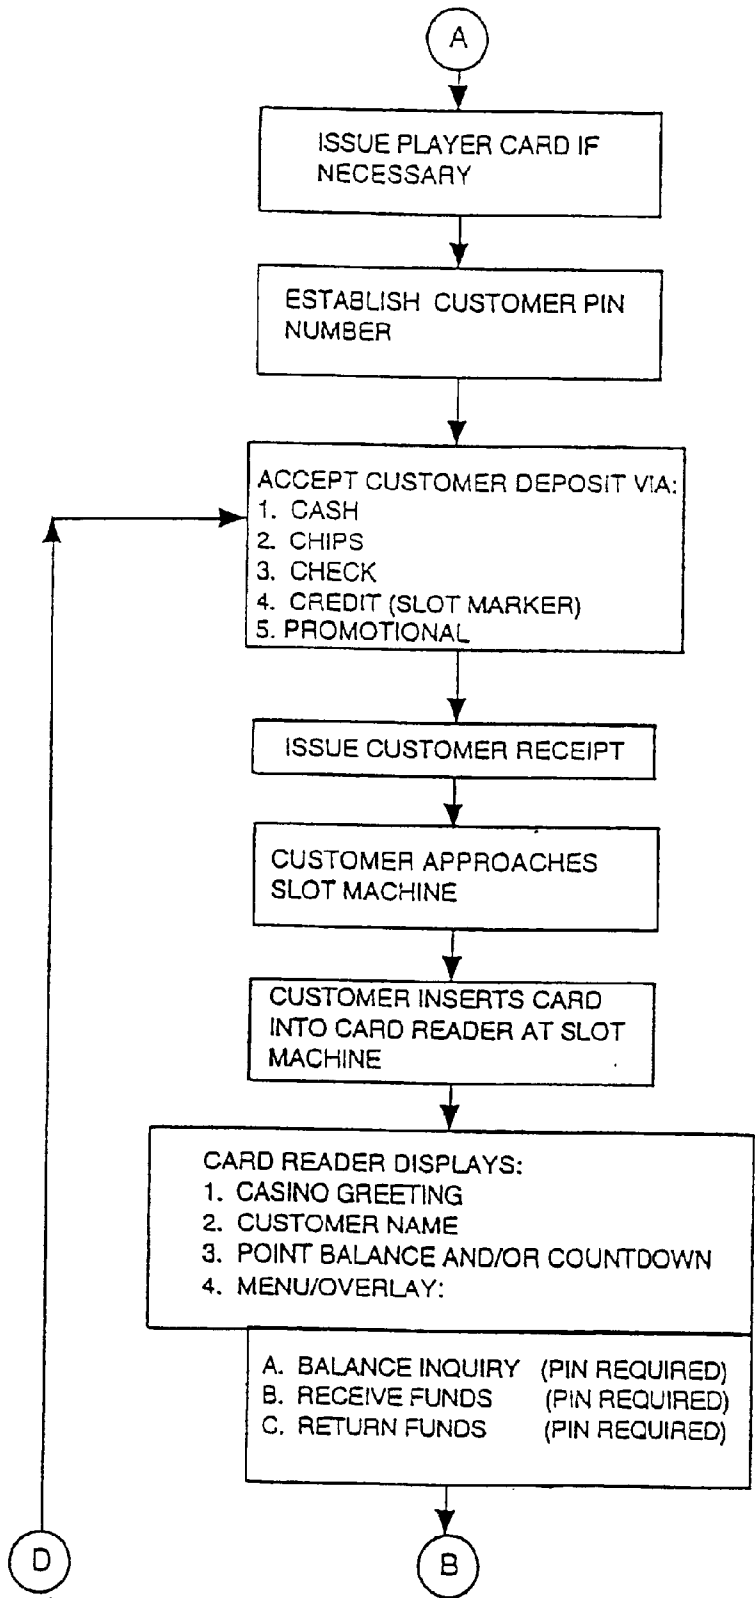 A
ISSUE PLAYER CARD IF
NECESSARY
ESTABLISH CUSTOMER PIN
NUMBER
ACCEPT CUSTOMER DEPOSIT VIA:
1. CASH
2. CHIPS
3. CHECK
4. CREDIT (SLOT MARKER)
5. PROMOTIONAL
ISSUE CUSTOMER RECEIPT
CUSTOMER APPROACHES
SLOT MACHINE
CUSTOMER INSERTS CARD
INTO CARD READER AT SLOT
MACHINE
CARD READER DISPLAYS:
1. CASINO GREETING
2. CUSTOMER NAME
3. POINT BALANCE AND/OR COUNTDOWN
4. MENU/OVERLAY:
A. BALANCE INQUIRY (PIN REQUIRED)
B. RECEIVE FUNDS (PIN REQUIRED)
C. RETURN FUNDS (PIN REQUIRED)
D
B